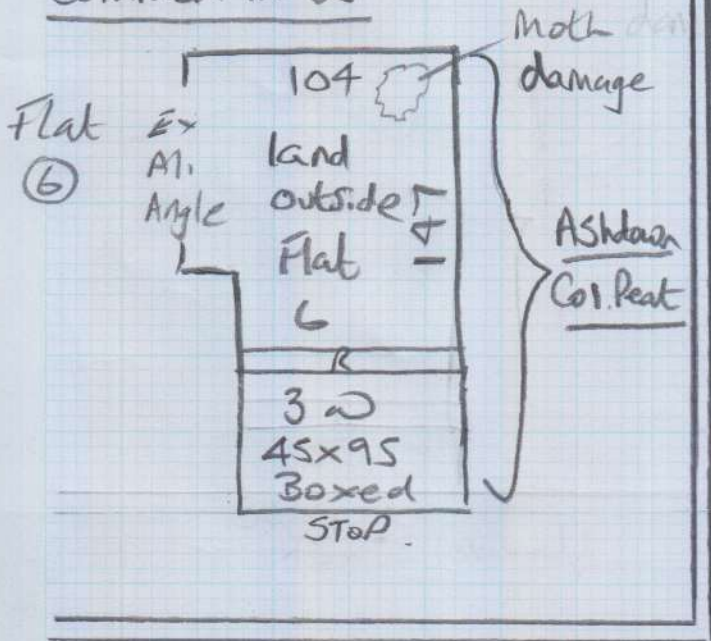 Moth
damage
104
Flat
6
Ex
Al.
Angle
land
outside
Flat
6
141
Ashdown
Col. Peat
R
3 @
45x95
Boxed
STOP.